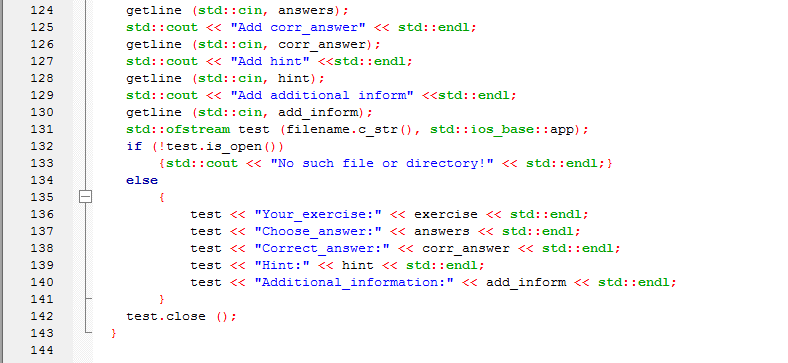 124 getline (std::cin, answers);
125 std::cout << "Add corr_answer" << std::endl;
126 getline (std::cin, corr_answer);
127 std::cout << "Add hint" <<std::endl;
128 getline (std::cin, hint);
129 std::cout << "Add additional inform" <<std::endl;
130 getline (std::cin, add_inform);
131 std::ofstream test (filename.c_str(), std::ios_base::app);
132 if (!test.is_open())
133 {std::cout << "No such file or directory!" << std::endl;}
134 else
135 {
136 test << "Your_exercise:" << exercise << std::endl;
137 test << "Choose_answer:" << answers << std::endl;
138 test << "Correct_answer:" << corr_answer << std::endl;
139 test << "Hint:" << hint << std::endl;
140 test << "Additional_information:" << add_inform << std::endl;
141 }
142 test.close ();
143 }
144